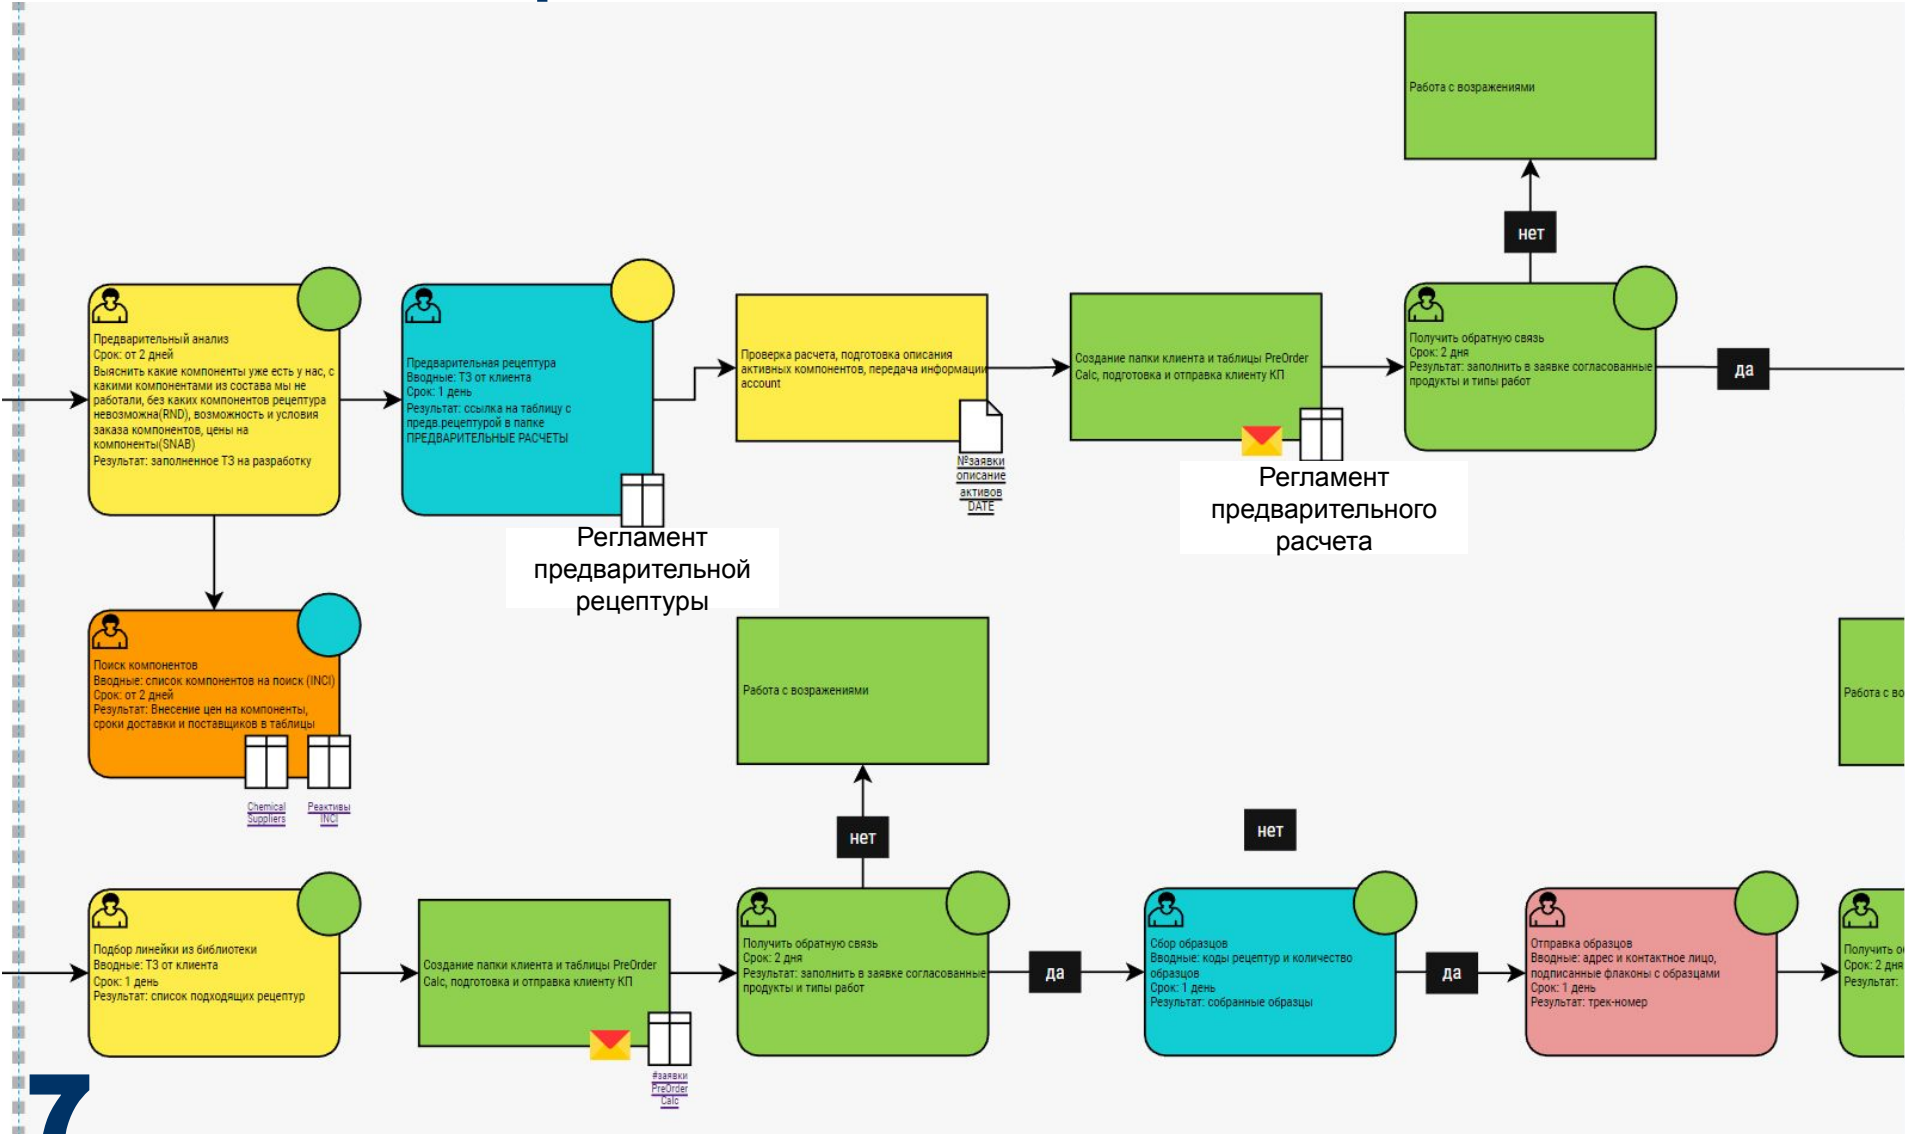 Работа с возражениями
нет
Предварительный анализ
Срок: от 2 дней
Выяснить какие компоненты уже есть у нас, с
какими компонентами из состава мы не
работали, без каких компонентов рецептура
невозможна(RND), возможность и условия
заказа компонентов, цены на
компоненты(SNAB)
Результат: заполненное ТЗ на разработку
Предварительная рецептура
Вводные: ТЗ от клиента
Срок: 1 день
Результат: ссылка на таблицу с
предв.рецептурой в папке
ПРЕДВАРИТЕЛЬНЫЕ РАСЧЕТЫ
Регламент
предварительной
рецептуры
Проверка расчета, подготовка описания
активных компонентов, передача информации
account
№заявки
описание
активов
DATE
Создание папки клиента и таблицы PreOrder
Calc, подготовка и отправка клиенту КП
Регламент
предварительного
расчета
Получить обратную связь
Срок: 2 дня
Результат: заполнить в заявке согласованные
продукты и типы работ
да
Поиск компонентов
Вводные: список компонентов на поиск (INCI)
Срок: от 2 дней
Результат: Внесение цен на компоненты,
сроки доставки и поставщиков в таблицы
Chemical
Suppliers
Реактивы
INCI
Работа с возражениями
нет
нет
Работа с во
Подбор линейки из библиотеки
Вводные: ТЗ от клиента
Срок: 1 день
Результат: список подходящих рецептур
Создание папки клиента и таблицы PreOrder
Calc, подготовка и отправка клиенту КП
#заявки
PreOrder
Calc
Получить обратную связь
Срок: 2 дня
Результат: заполнить в заявке согласованные
продукты и типы работ
да
Сбор образцов
Вводные: коды рецептур и количество
образцов
Срок: 1 день
Результат: собранные образцы
да
Отправка образцов
Вводные: адрес и контактное лицо,
подписанные флаконы с образцами
Срок: 1 день
Результат: трек-номер
Получить о
Срок: 2 дня
Результат:
7